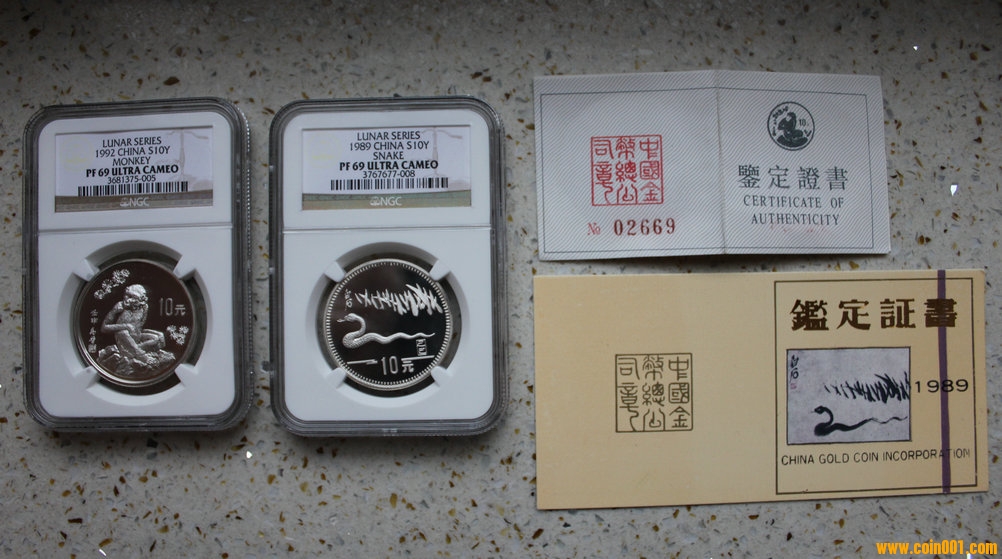 LUNAR SERIES
1992 CHINA S10Y
MONKEY
PF 69 ULTRA CAMEO
3681375-005
NGC
10元
LUNAR SERIES
1989 CHINA S10Y
SNAKE
PF 69 ULTRA CAMEO
3767677-008
NGC
10元
中國金
幣總公
司章
№ 02669
鑒定證書
CERTIFICATE OF
AUTHENTICITY
中國金
幣總公
司章
鑑定証書
1989
CHINA GOLD COIN INCORPORATION
www.coin001.com